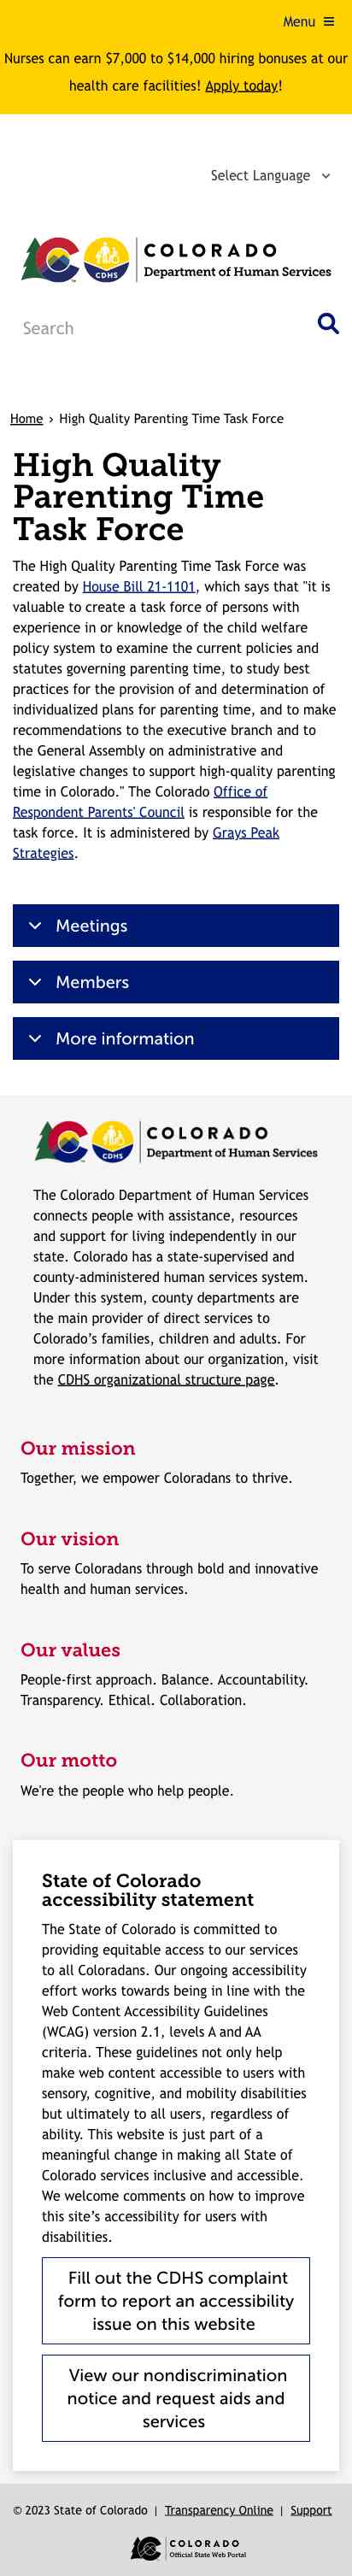 Menu
Nurses can earn $7,000 to $14,000 hiring bonuses at our
health care facilities! Apply today!
Select Language
CDHS
COLORADO
Department of Human Services
Search
Home › High Quality Parenting Time Task Force
High Quality
Parenting Time
Task Force
The High Quality Parenting Time Task Force was
created by House Bill 21-1101, which says that "it is
valuable to create a task force of persons with
experience in or knowledge of the child welfare
policy system to examine the current policies and
statutes governing parenting time, to study best
practices for the provision of and determination of
individualized plans for parenting time, and to make
recommendations to the executive branch and to
the General Assembly on administrative and
legislative changes to support high-quality parenting
time in Colorado." The Colorado Office of
Respondent Parents' Council is responsible for the
task force. It is administered by Grays Peak
Strategies.
Meetings
Members
More information
CDHS
COLORADO
Department of Human Services
The Colorado Department of Human Services
connects people with assistance, resources
and support for living independently in our
state. Colorado has a state-supervised and
county-administered human services system.
Under this system, county departments are
the main provider of direct services to
Colorado’s families, children and adults. For
more information about our organization, visit
the CDHS organizational structure page.
Our mission
Together, we empower Coloradans to thrive.
Our vision
To serve Coloradans through bold and innovative
health and human services.
Our values
People-first approach. Balance. Accountability.
Transparency. Ethical. Collaboration.
Our motto
We're the people who help people.
State of Colorado
accessibility statement
The State of Colorado is committed to
providing equitable access to our services
to all Coloradans. Our ongoing accessibility
effort works towards being in line with the
Web Content Accessibility Guidelines
(WCAG) version 2.1, levels A and AA
criteria. These guidelines not only help
make web content accessible to users with
sensory, cognitive, and mobility disabilities
but ultimately to all users, regardless of
ability. This website is just part of a
meaningful change in making all State of
Colorado services inclusive and accessible.
We welcome comments on how to improve
this site’s accessibility for users with
disabilities.
Fill out the CDHS complaint
form to report an accessibility
issue on this website
View our nondiscrimination
notice and request aids and
services
© 2023 State of Colorado | Transparency Online | Support
COLORADO
Official State Web Portal